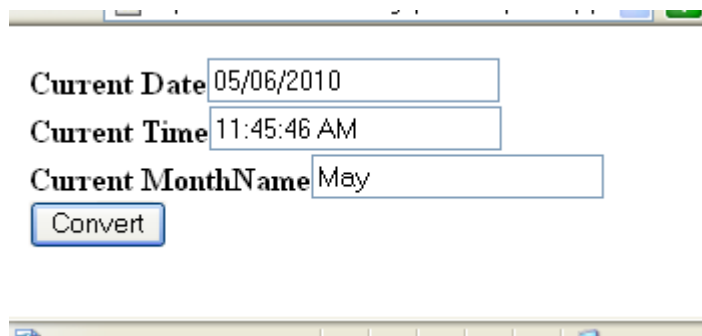 Current Date 05/06/2010
Current Time 11:45:46 AM
Current MonthName May
Convert